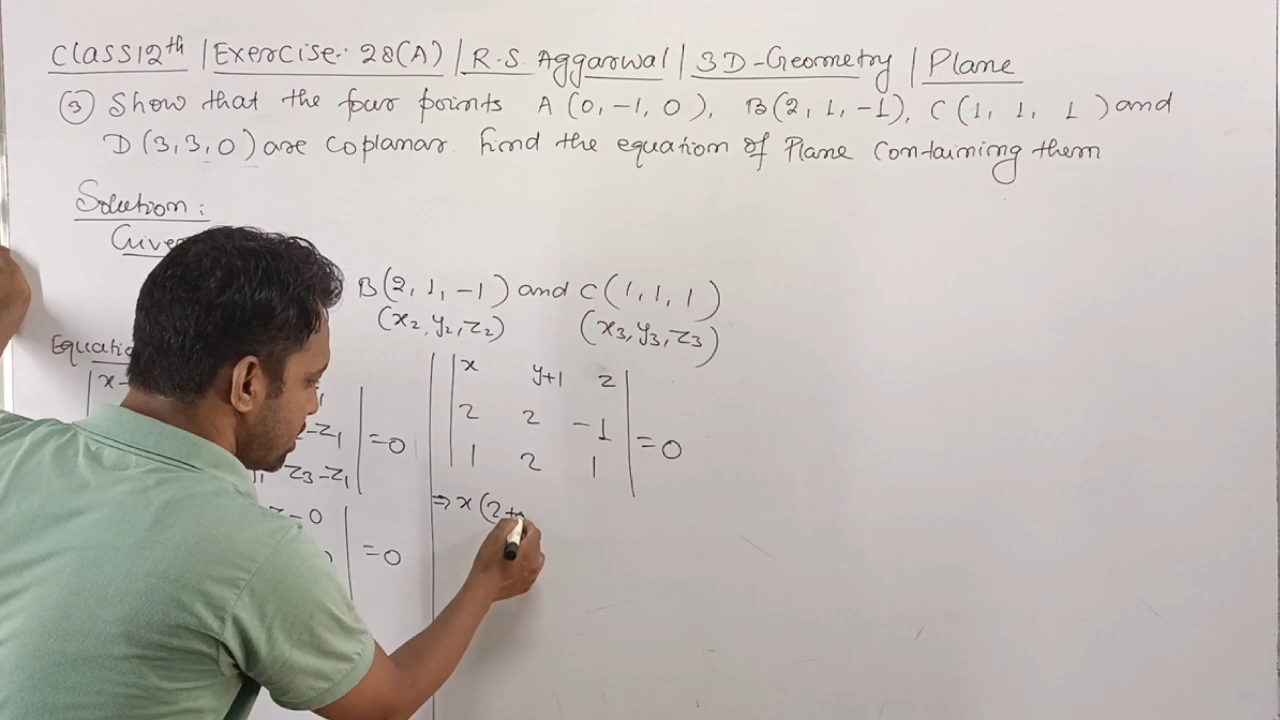 Class 12th | Exercise: 28(A) | R.S. Aggarwal | 3D-Geometry | Plane
③ Show that the four points A(0, -1, 0), B(2, 1, -1), C(1, 1, 1) and
D(3, 3, 0) are coplanar. find the equation of Plane containing them
Solution:
B(2, 1, -1) and C(1, 1, 1)
(x2, y2, z2) (x3, y3, z3)
x y+1 z
2 2 -1
1 2 1
=0
-z1
z3-z1
=0
⇒ x(2+
z-0
=0